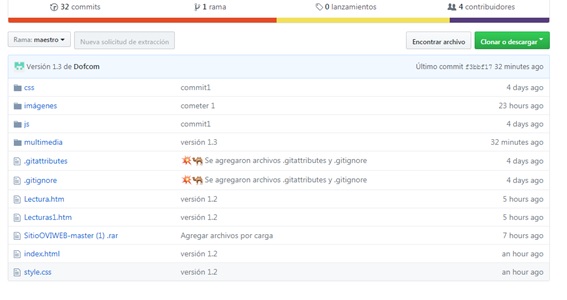 32 commits 1 rama 0 lanzamientos 4 contribuidores
Rama: maestro Nueva solicitud de extracción Encontrar archivo Clonar o descargar
Versión 1.3 de Dofcom Último commit f3bbf17 32 minutes ago
css commit1 4 days ago
imágenes cometer 1 23 hours ago
js commit1 4 days ago
multimedia versión 1.3 32 minutes ago
.gitattributes Se agregaron archivos .gitattributes y .gitignore 4 days ago
.gitignore Se agregaron archivos .gitattributes y .gitignore 4 days ago
Lectura.htm versión 1.2 5 hours ago
Lecturas1.htm versión 1.2 5 hours ago
SitioOVIWEB-master (1) .rar Agregar archivos por carga 7 hours ago
index.html versión 1.2 an hour ago
style.css versión 1.2 an hour ago